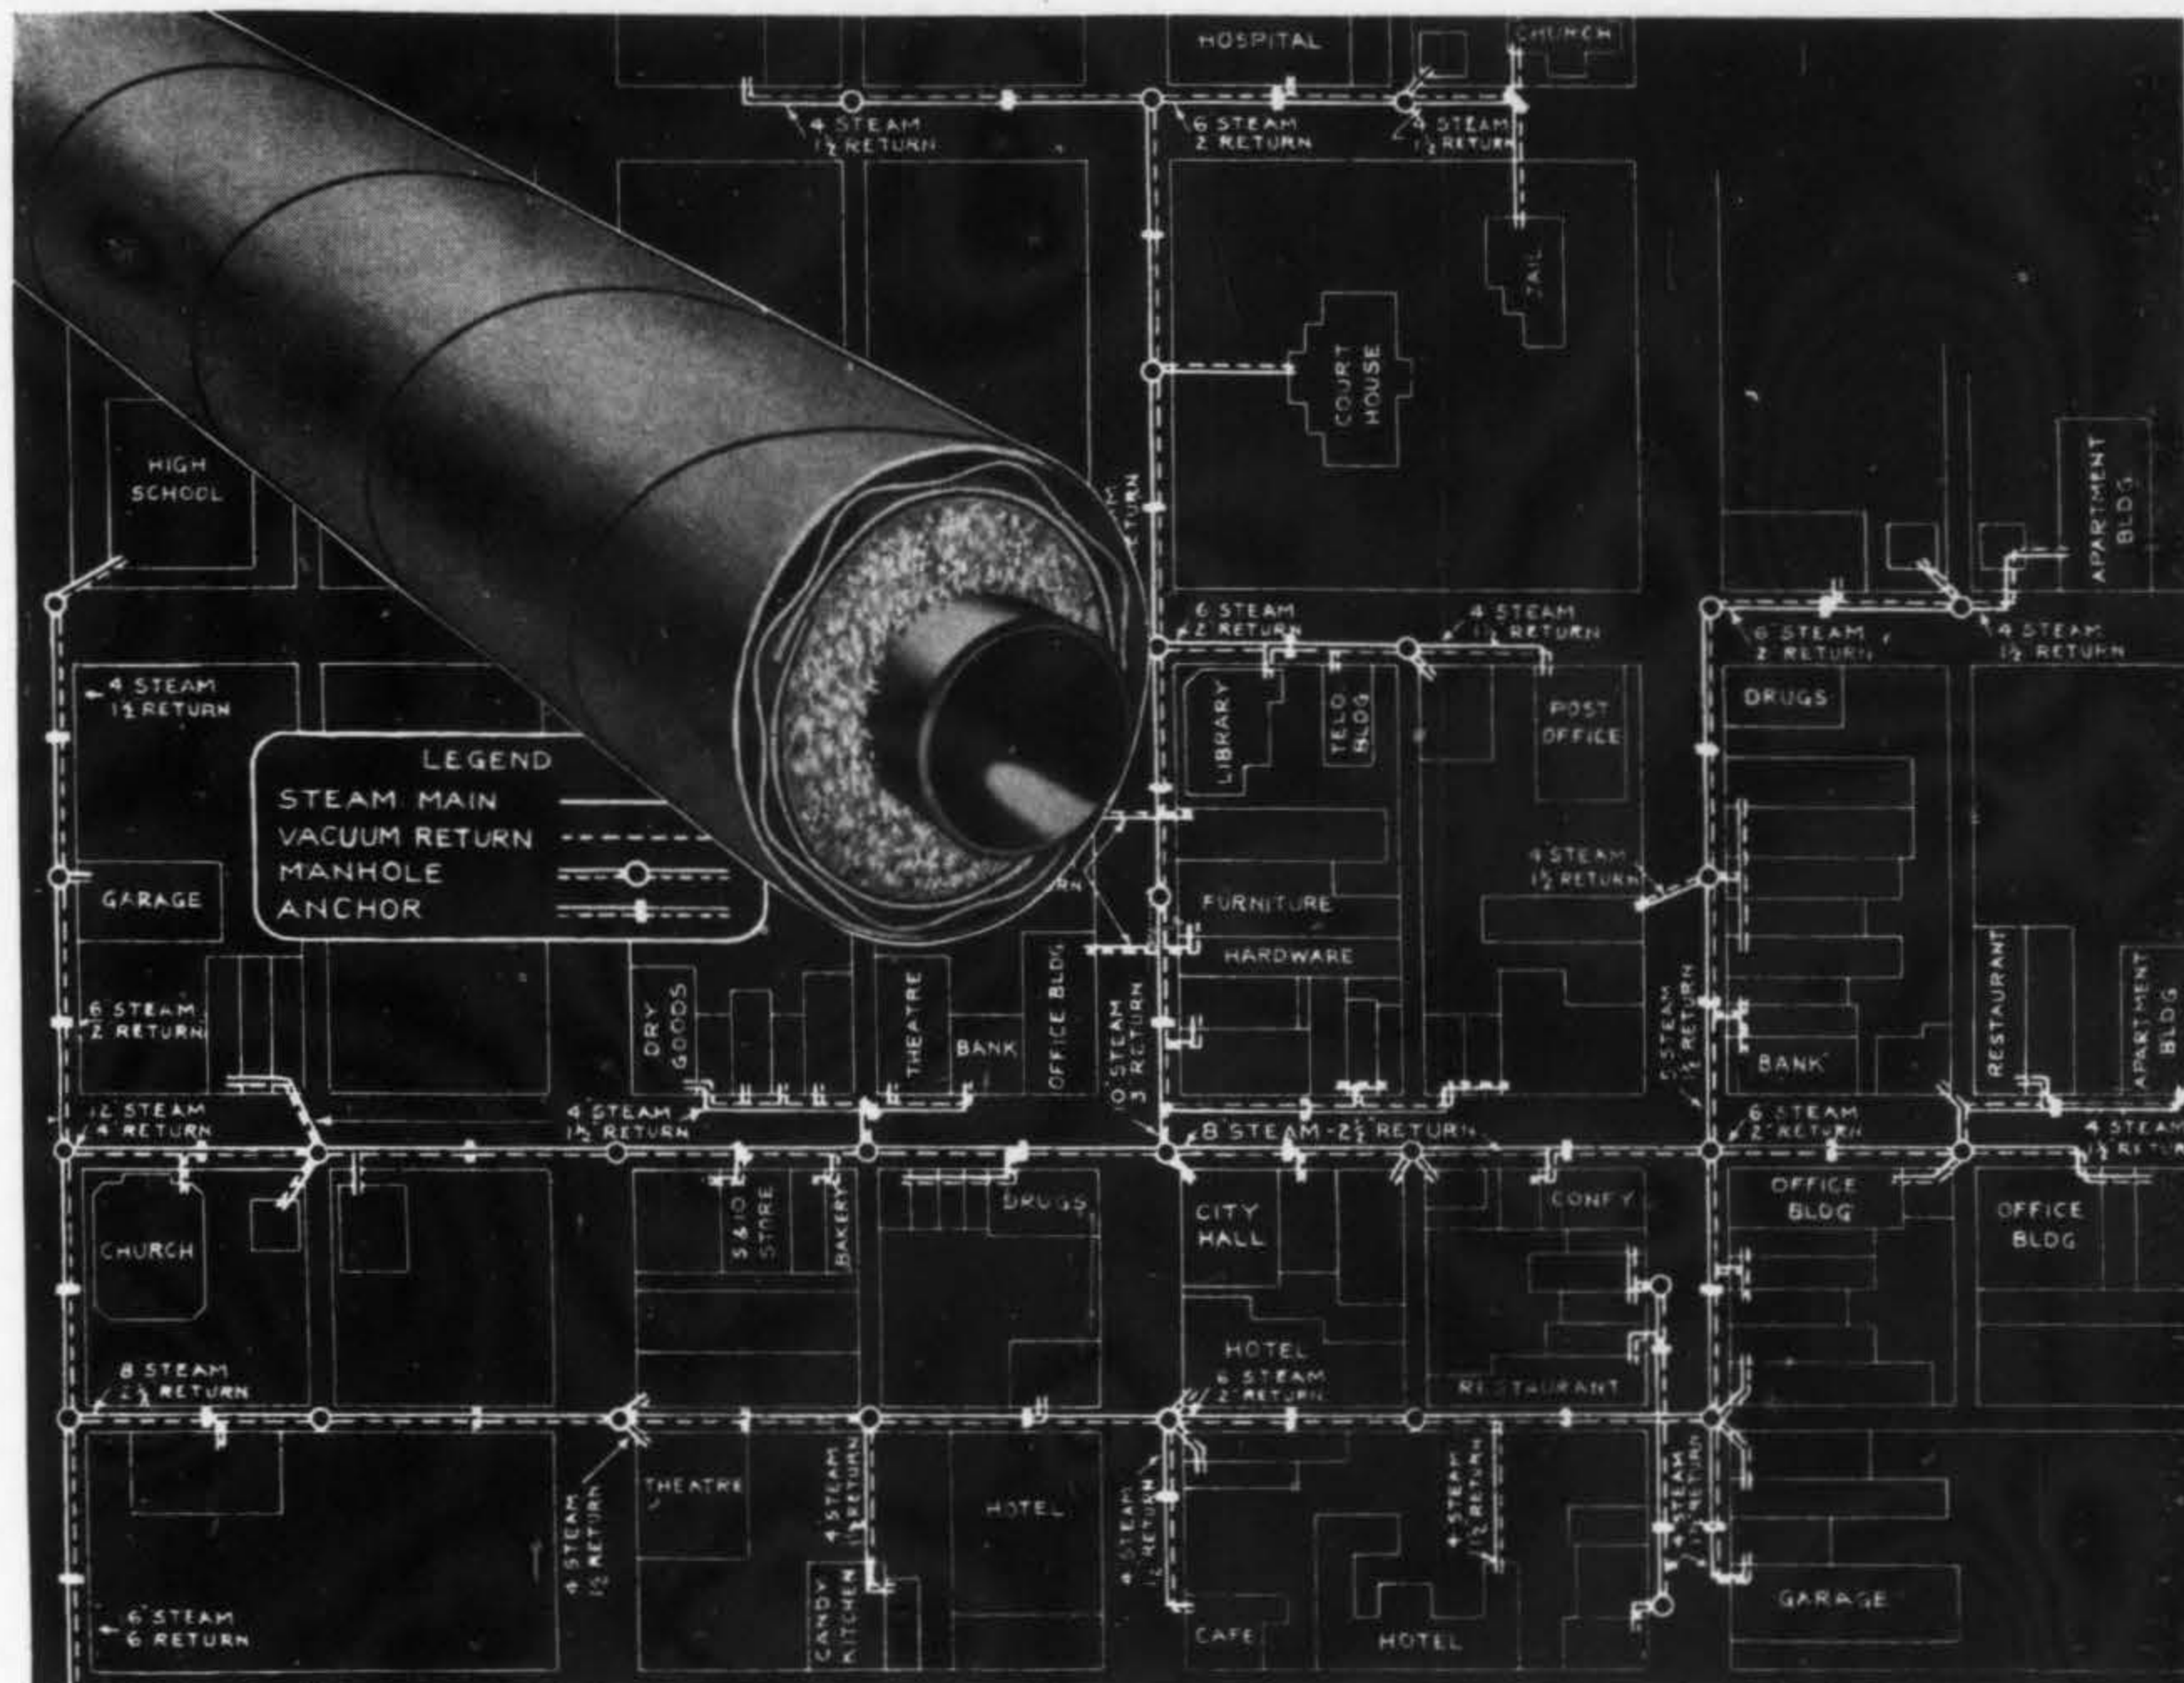 HOSPITAL
CHURCH
4" STEAM
1½" RETURN
6" STEAM
2" RETURN
4" STEAM
1½" RETURN
JAIL
COURT
HOUSE
HIGH
SCHOOL
APARTMENT
BLDG
6" STEAM
2" RETURN
4" STEAM
1½" RETURN
6" STEAM
2" RETURN
4" STEAM
1½" RETURN
4" STEAM
1½" RETURN
LIBRARY
POST
OFFICE
DRUGS
LEGEND
STEAM MAIN
VACUUM RETURN
MANHOLE
ANCHOR
GARAGE
4" STEAM
1½" RETURN
FURNITURE
HARDWARE
6" STEAM
2" RETURN
DRY
GOODS
THEATRE
BANK
OFFICE BLDG
10" STEAM
3" RETURN
1½" RETURN
BANK
RESTAURANT
APARTMENT
BLDG
12" STEAM
4" RETURN
4" STEAM
1½" RETURN
8" STEAM - 2½" RETURN
6" STEAM
2" RETURN
4" STEAM
CHURCH
5 & 10
STORE
BAKERY
DRUGS
CITY
HALL
CONFY
OFFICE
BLDG
OFFICE
BLDG
HOTEL
6" STEAM
2" RETURN
RESTAURANT
8" STEAM
2½" RETURN
4" STEAM
1½" RETURN
THEATRE
4" STEAM
1½" RETURN
HOTEL
4" STEAM
1½" RETURN
4" STEAM
1½" RETURN
4" STEAM
GARAGE
6" STEAM
6" RETURN
CANDY
KITCHEN
CAFE
HOTEL